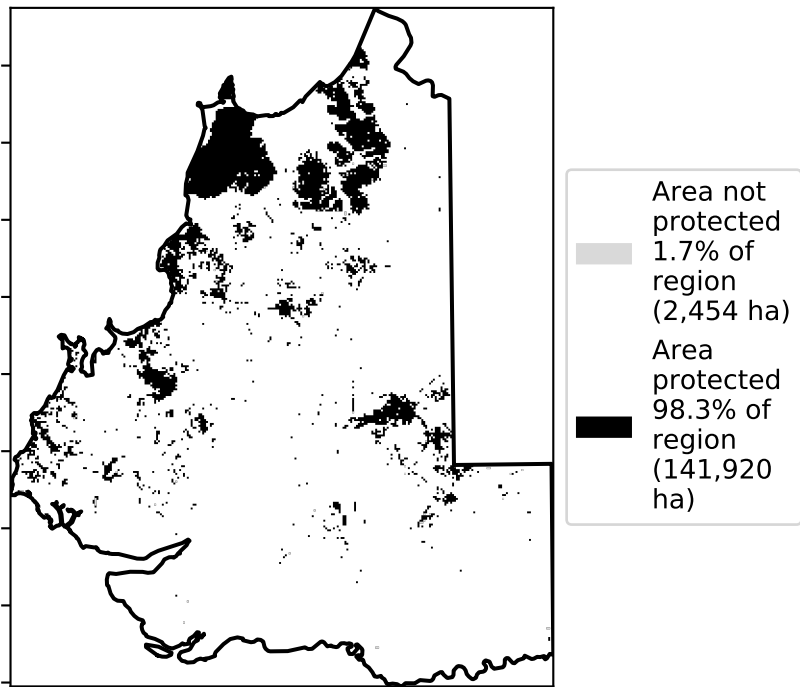 Area not
protected
1.7% of
region
(2,454 ha)
Area
protected
98.3% of
region
(141,920
ha)